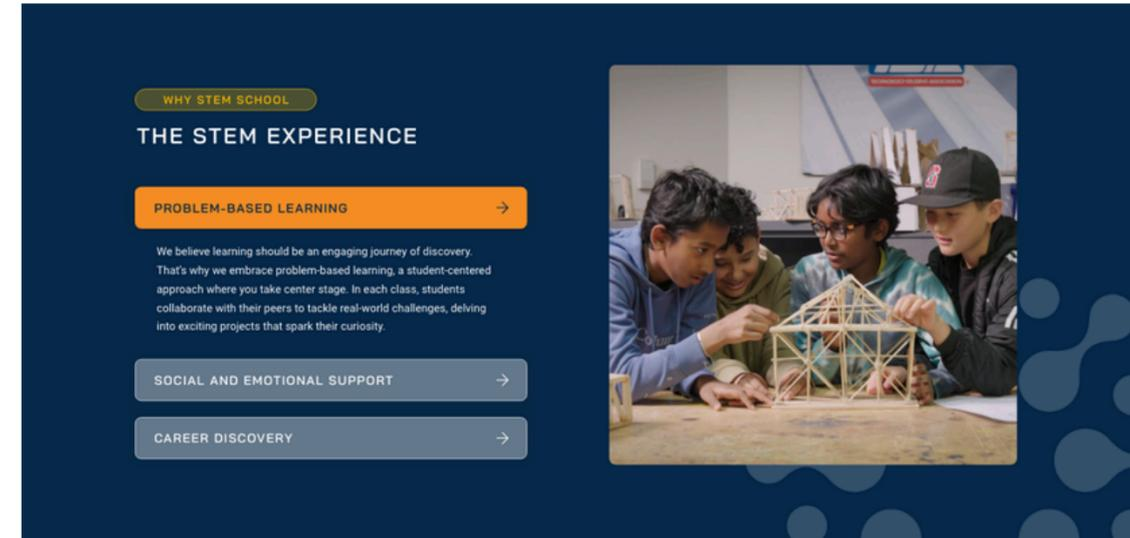 WHY STEM SCHOOL
THE STEM EXPERIENCE
PROBLEM-BASED LEARNING
We believe learning should be an engaging journey of discovery.
That's why we embrace problem-based learning, a student-centered
approach where you take center stage. In each class, students
collaborate with their peers to tackle real-world challenges, delving
into exciting projects that spark their curiosity.
SOCIAL AND EMOTIONAL SUPPORT
CAREER DISCOVERY
TECHNOLOGY STUDENT ASSOCIATION